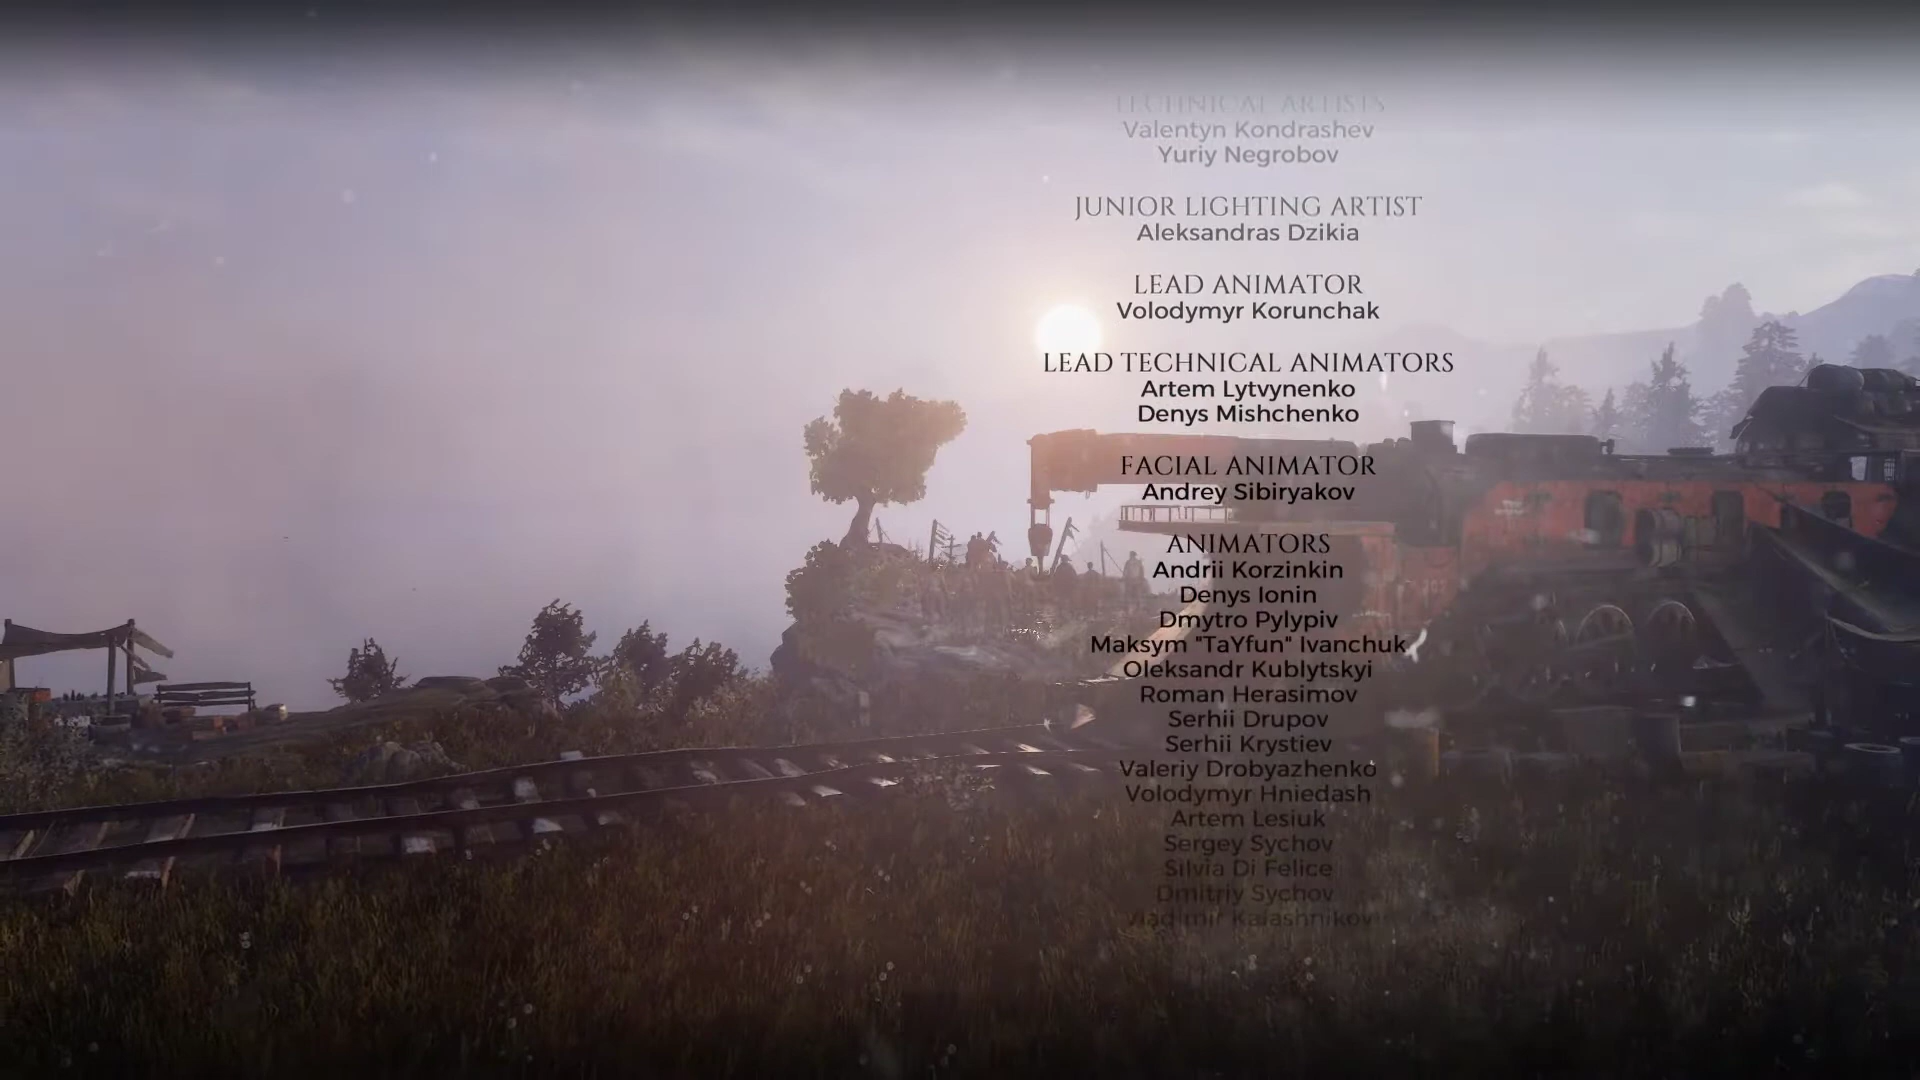 TECHNICAL ARTISTS
Valentyn Kondrashev
Yuriy Negrobov
JUNIOR LIGHTING ARTIST
Aleksandras Dzikia
LEAD ANIMATOR
Volodymyr Korunchak
LEAD TECHNICAL ANIMATORS
Artem Lytvynenko
Denys Mishchenko
FACIAL ANIMATOR
Andrey Sibiryakov
ANIMATORS
Andrii Korzinkin
Denys Ionin
Dmytro Pylypiv
Maksym "TaYfun" Ivanchuk
Oleksandr Kublytskyi
Roman Herasimov
Serhii Drupov
Serhii Krystiev
Valeriy Drobyazhenko
Volodymyr Hniedash
Artem Lesiuk
Sergey Sychov
Silvia Di Felice
Dmitriy Sychov
Vladimir Kalashnikov